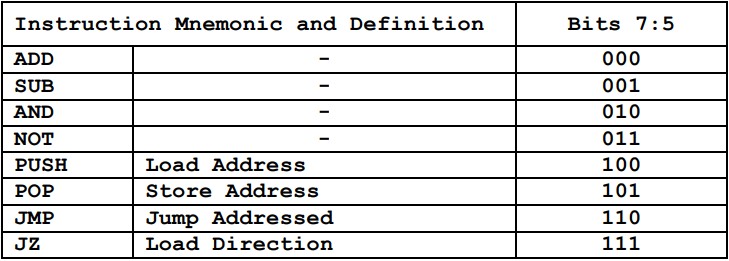 Instruction Mnemonic and Definition Bits 7:5
ADD - 000
SUB - 001
AND - 010
NOT - 011
PUSH Load Address 100
POP Store Address 101
JMP Jump Addressed 110
JZ Load Direction 111